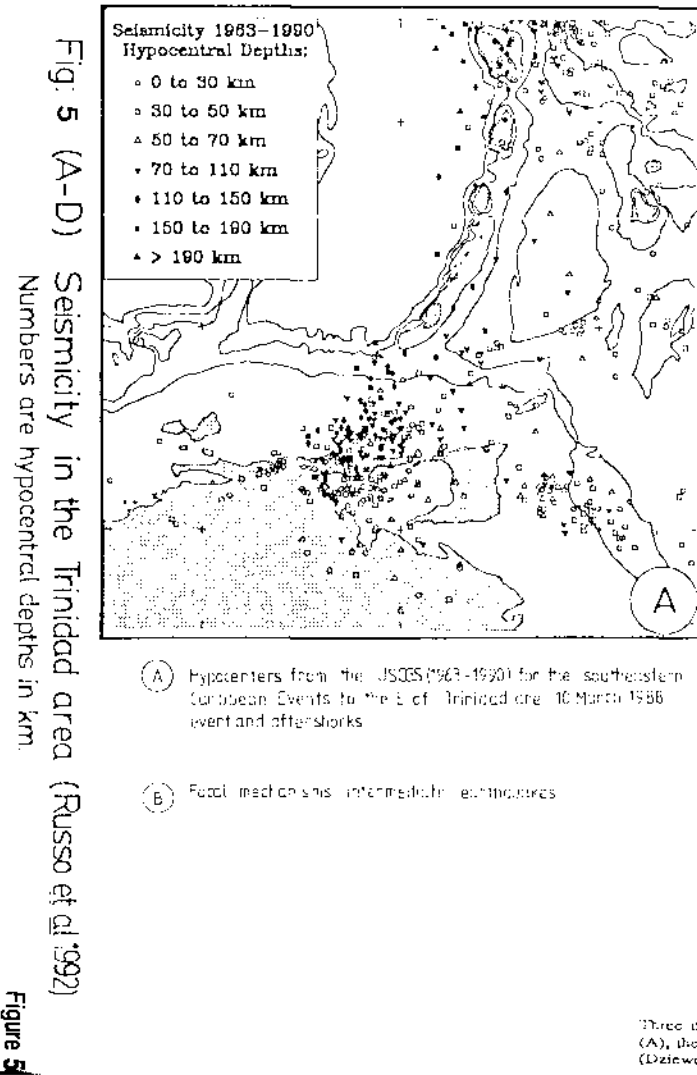 Seismicity 1963-1990
Hypocentral Depths:
0 to 30 km
30 to 50 km
50 to 70 km
70 to 110 km
110 to 150 km
150 to 190 km
> 190 km
A
Fig: 5 (A-D) Seismicity in the Trinidad area (Russo et al 1992)
Numbers are hypocentral depths in km.
A Hypocenters from the USCGS (1963-1990) for the southeastern
Caribbean Events to the E of Trinidad are 10 March 1988
event and aftershocks
B Focal mechanisms intermediate earthquakes
Figure 5
Three
(A), the